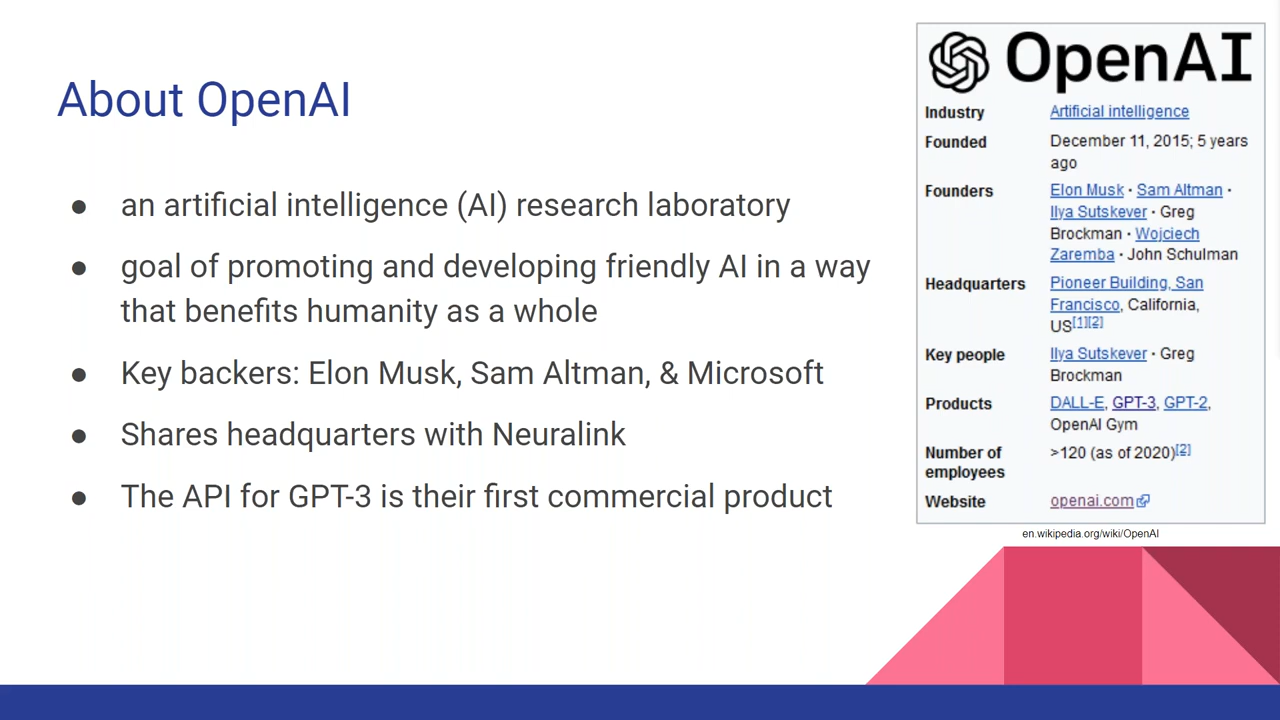 About OpenAI
● an artificial intelligence (AI) research laboratory
● goal of promoting and developing friendly AI in a way
that benefits humanity as a whole
● Key backers: Elon Musk, Sam Altman, & Microsoft
● Shares headquarters with Neuralink
● The API for GPT-3 is their first commercial product
OpenAI
Industry Artificial intelligence
Founded December 11, 2015; 5 years
ago
Founders Elon Musk · Sam Altman ·
Ilya Sutskever · Greg
Brockman · Wojciech
Zaremba · John Schulman
Headquarters Pioneer Building, San
Francisco, California,
US[1][2]
Key people Ilya Sutskever · Greg
Brockman
Products DALL-E, GPT-3, GPT-2,
OpenAI Gym
Number of >120 (as of 2020)[2]
employees
Website openai.com
en.wikipedia.org/wiki/OpenAI